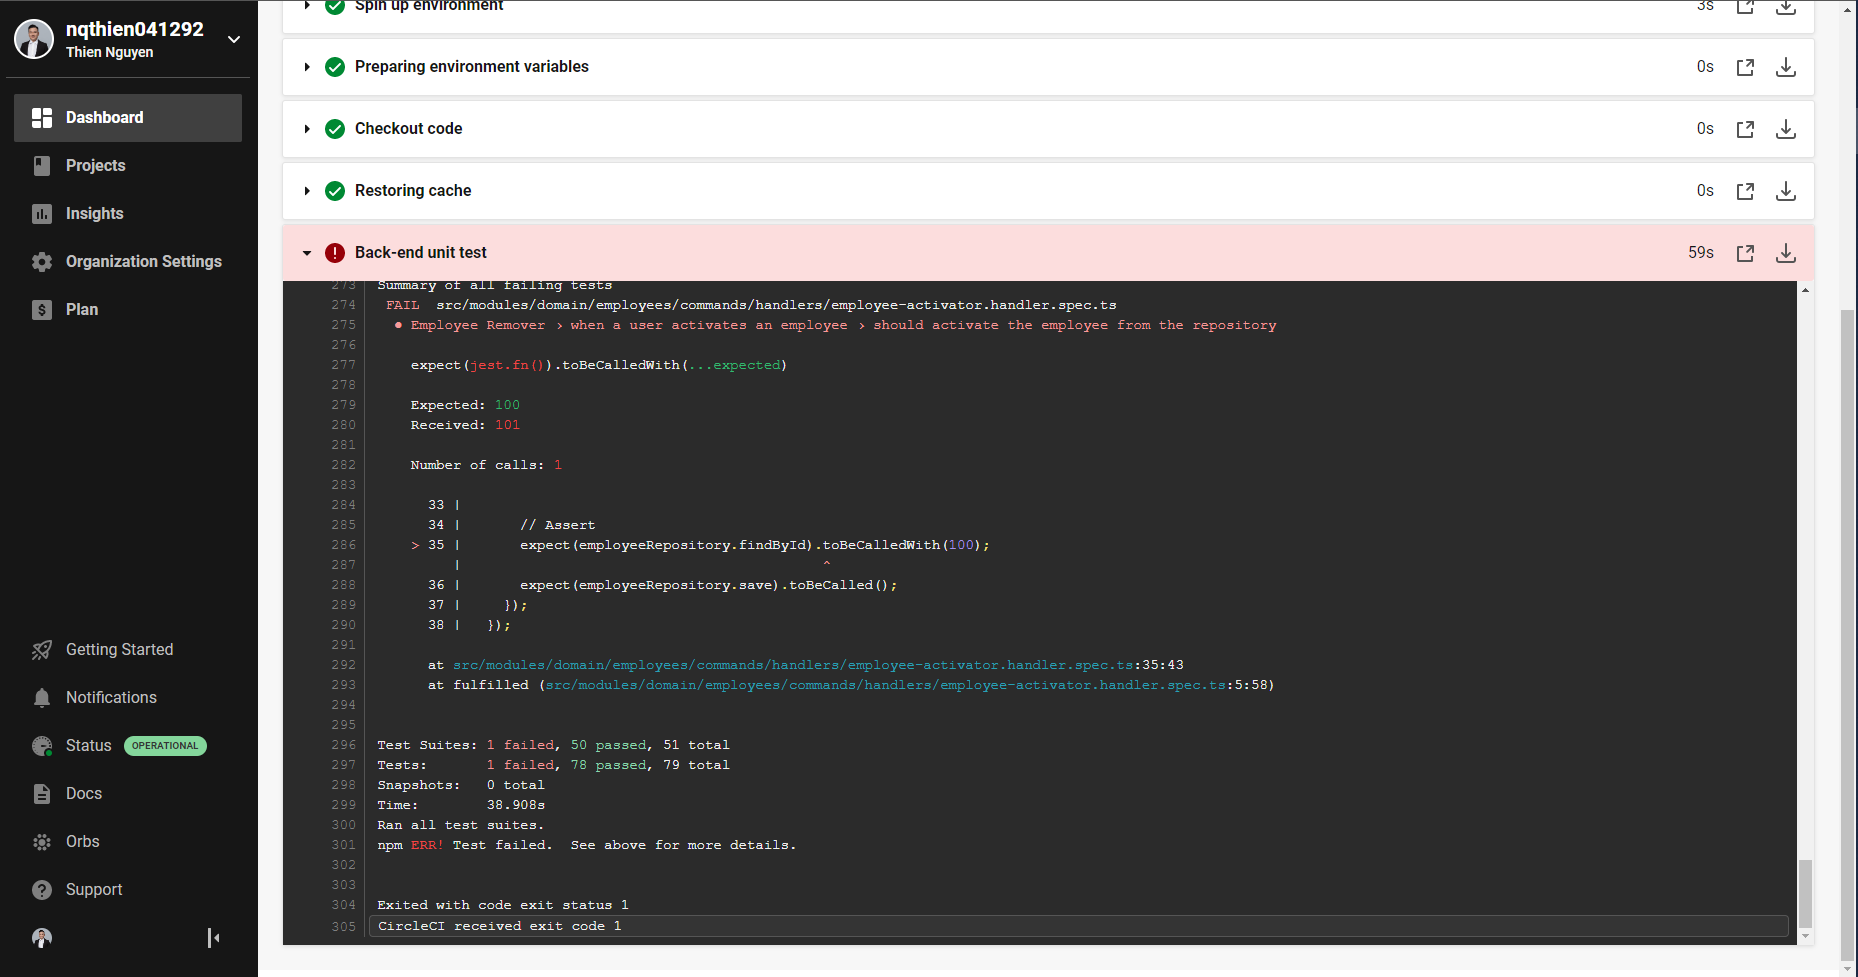 nqthien041292
Thien Nguyen
Dashboard
Projects
Insights
Organization Settings
Plan
Getting Started
Notifications
Status OPERATIONAL
Docs
Orbs
Support
Spin up environment 3s
Preparing environment variables 0s
Checkout code 0s
Restoring cache 0s
Back-end unit test 59s
273 Summary of all failing tests
274 FAIL src/modules/domain/employees/commands/handlers/employee-activator.handler.spec.ts
275 ● Employee Remover › when a user activates an employee › should activate the employee from the repository
276
277 expect(jest.fn()).toBeCalledWith(...expected)
278
279 Expected: 100
280 Received: 101
281
282 Number of calls: 1
283
284 33 |
285 34 | // Assert
286 > 35 | expect(employeeRepository.findById).toBeCalledWith(100);
287 | ^
288 36 | expect(employeeRepository.save).toBeCalled();
289 37 | });
290 38 | });
291
292 at src/modules/domain/employees/commands/handlers/employee-activator.handler.spec.ts:35:43
293 at fulfilled (src/modules/domain/employees/commands/handlers/employee-activator.handler.spec.ts:5:58)
294
295
296 Test Suites: 1 failed, 50 passed, 51 total
297 Tests: 1 failed, 78 passed, 79 total
298 Snapshots: 0 total
299 Time: 38.908s
300 Ran all test suites.
301 npm ERR! Test failed. See above for more details.
302
303
304 Exited with code exit status 1
305 CircleCI received exit code 1